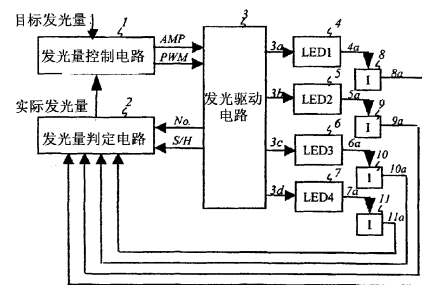 目标发光量
1
发光量控制电路
AMP
PWM
实际发光量
2
发光量判定电路
No.
S/H
3
发光驱动
电路
3a
4
LED1
4a
8
I
8a
3b
5
LED2
5a
9
I
9a
3c
6
LED3
6a
10
I
10a
3d
7
LED4
7a
11
I
11a